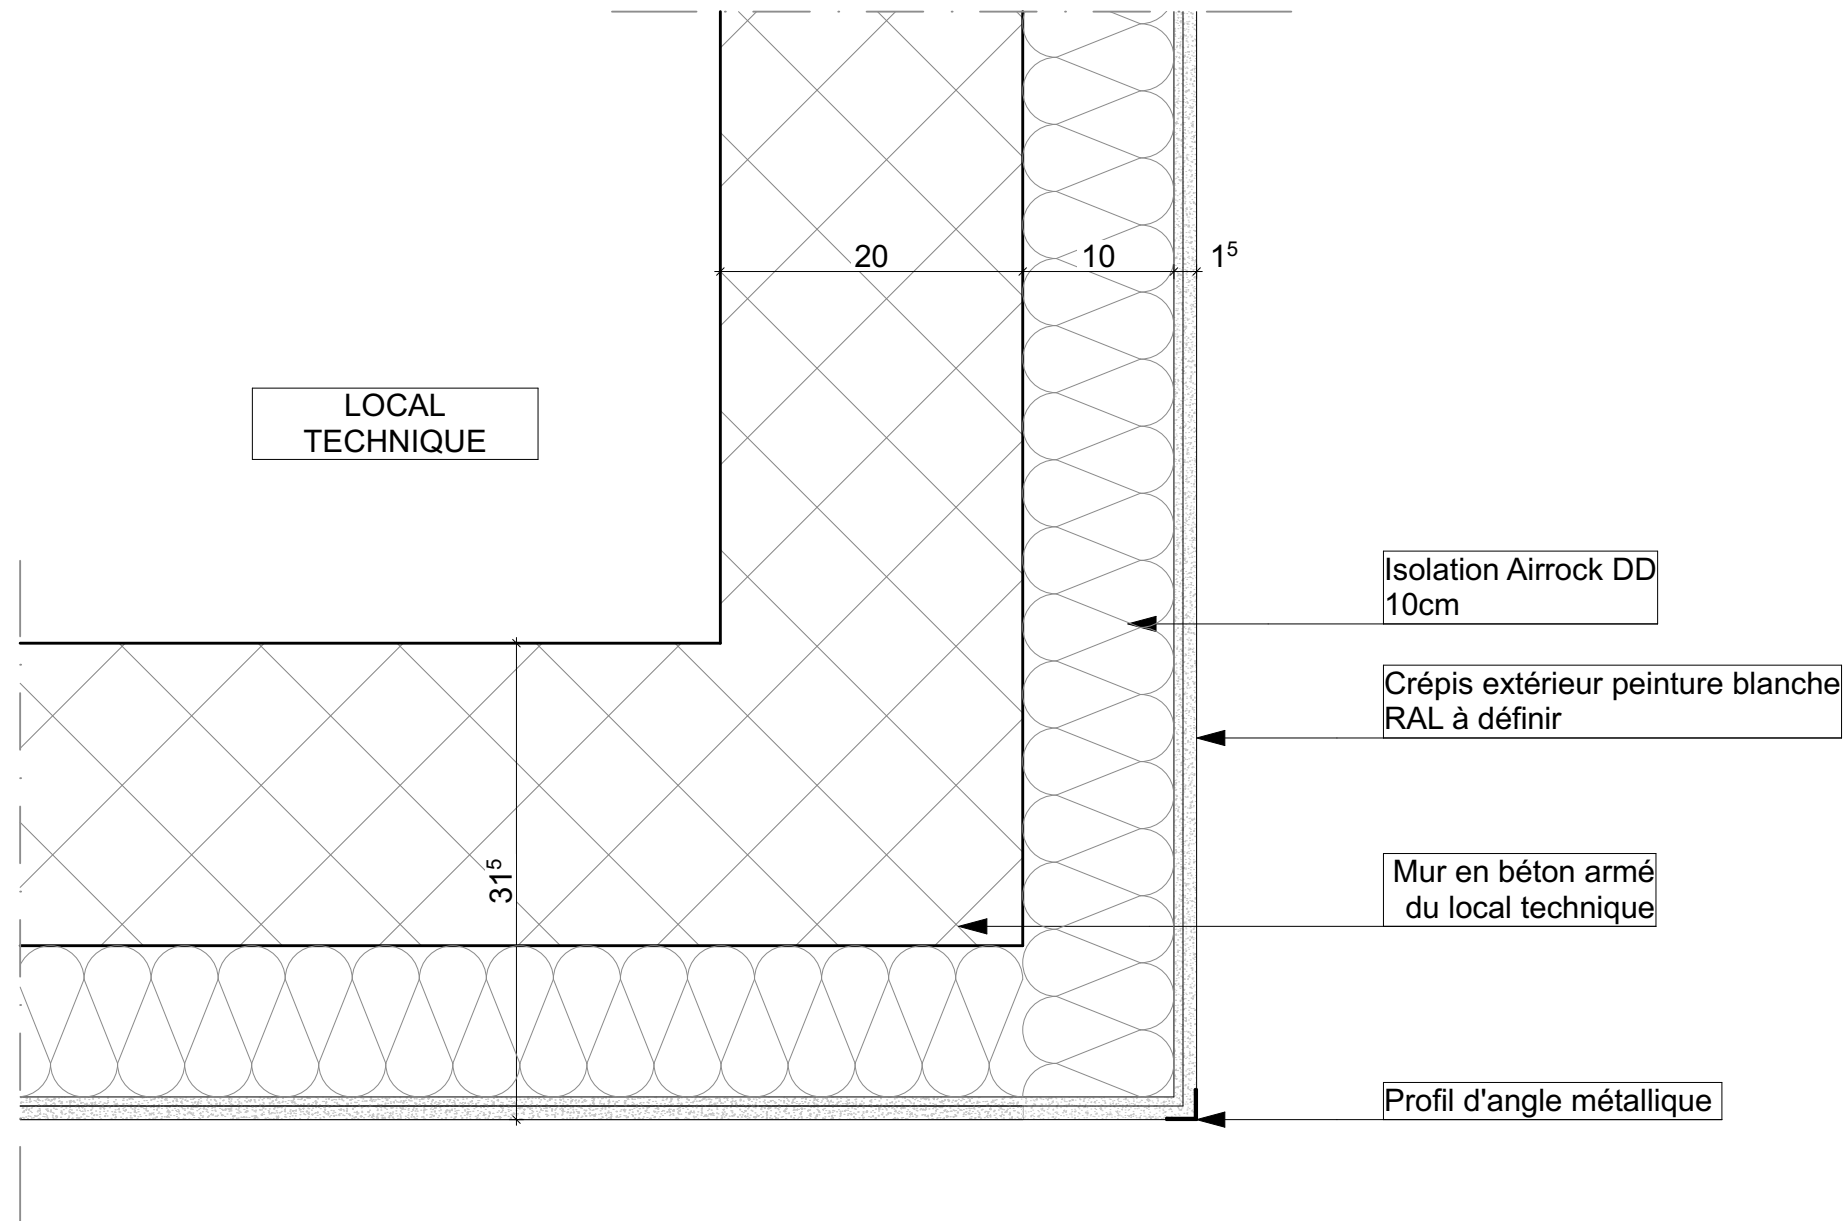 20
10
1⁵
LOCAL
TECHNIQUE
Isolation Airrock DD
10cm
Crépis extérieur peinture blanche
RAL à définir
31⁵
Mur en béton armé
du local technique
Profil d'angle métallique